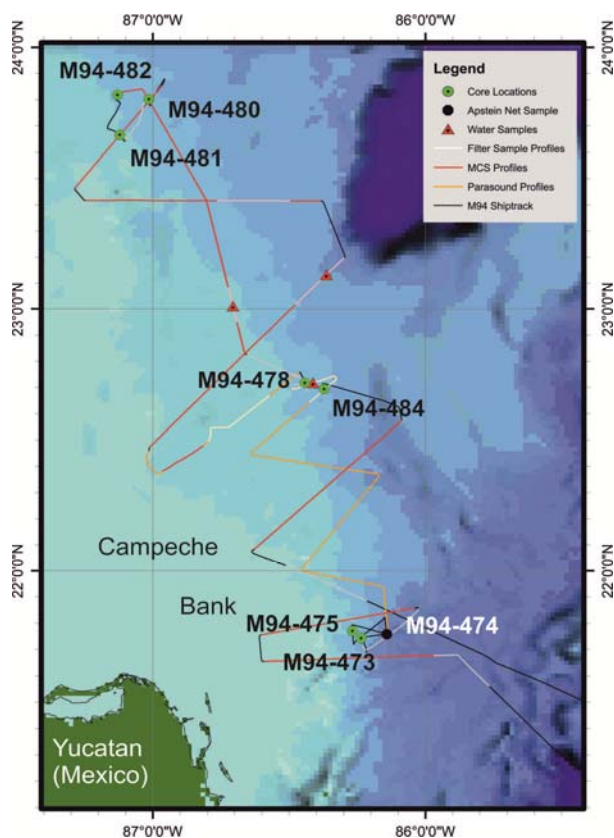 87°0'0"W
86°0'0"W
24°0'0"N
24°0'0"N
M94-482
M94-480
M94-481
Legend
Core Locations
Apstein Net Sample
Water Samples
Filter Sample Profiles
MCS Profiles
Parasound Profiles
M94 Shiptrack
23°0'0"N
23°0'0"N
M94-478
M94-484
Campeche
22°0'0"N
22°0'0"N
Bank
M94-475
M94-474
M94-473
Yucatan
(Mexico)
87°0'0"W
86°0'0"W